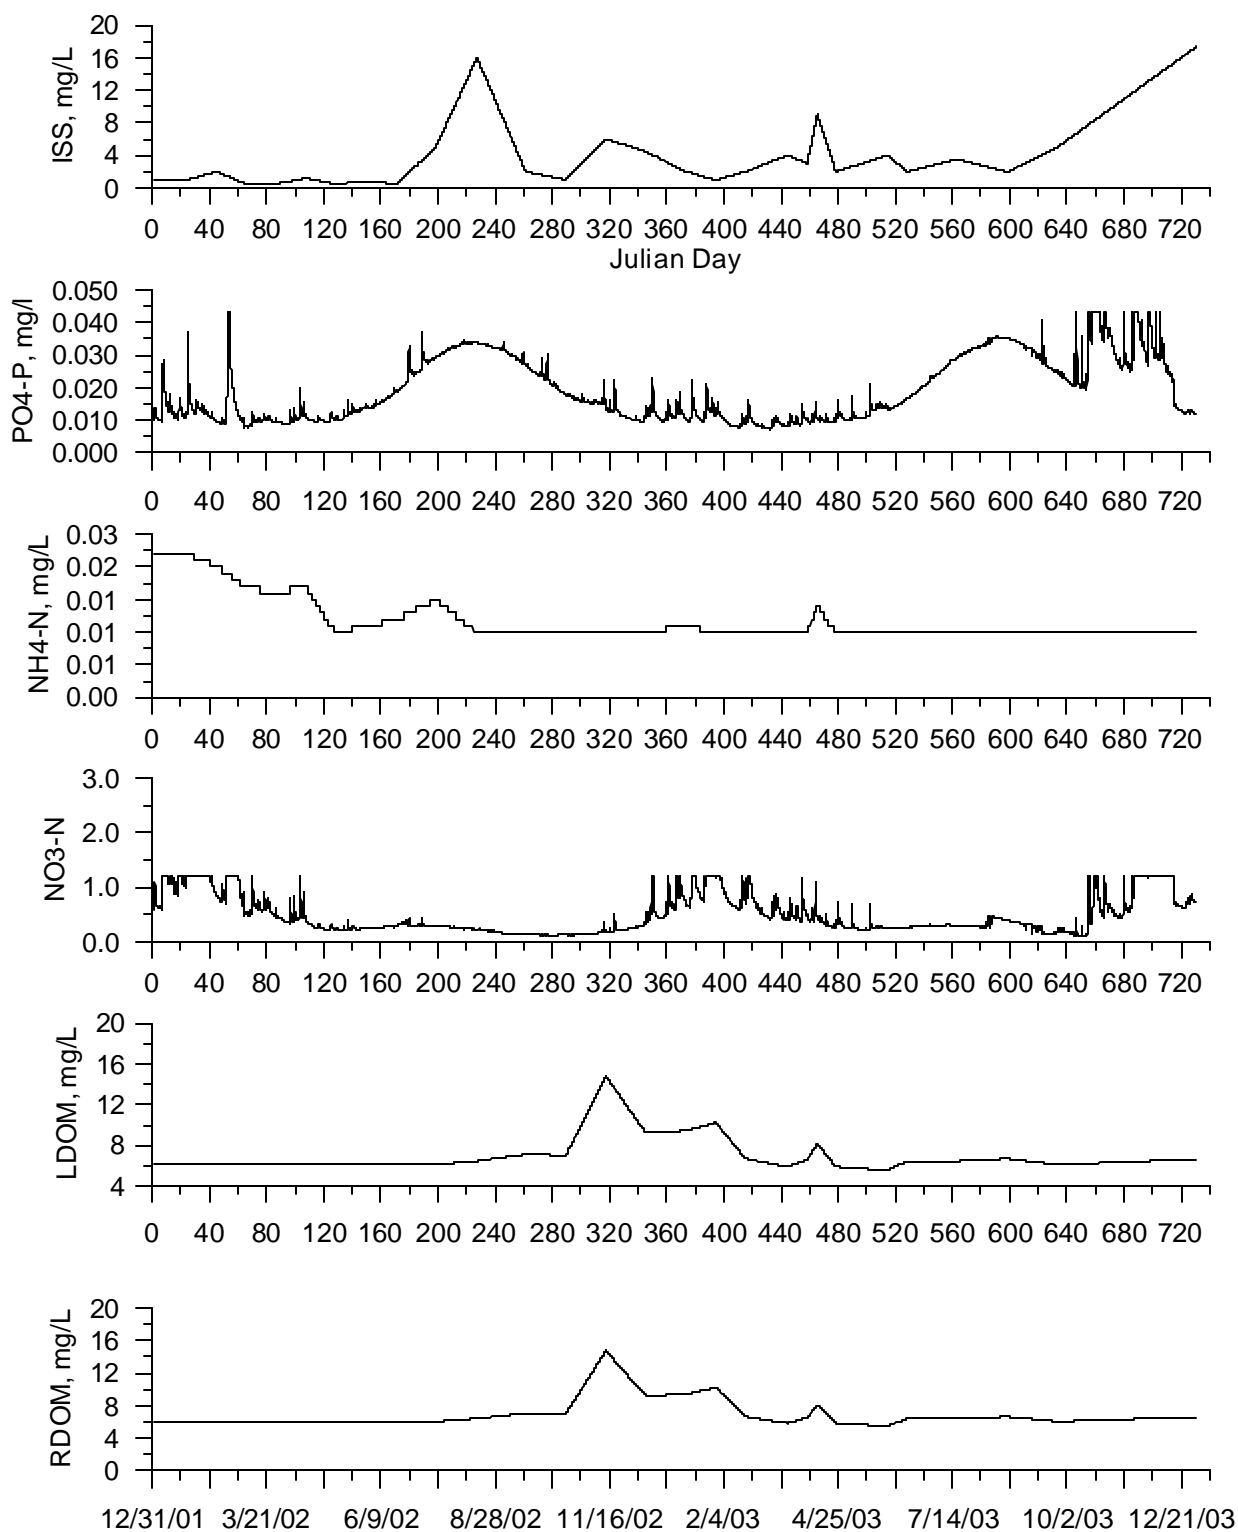 20
16
12
8
4
0
ISS, mg/L
0 40 80 120 160 200 240 280 320 360 400 440 480 520 560 600 640 680 720
Julian Day
0.050
0.040
0.030
0.020
0.010
0.000
PO4-P, mg/l
0 40 80 120 160 200 240 280 320 360 400 440 480 520 560 600 640 680 720
0.03
0.02
0.01
0.01
0.01
0.00
NH4-N, mg/L
0 40 80 120 160 200 240 280 320 360 400 440 480 520 560 600 640 680 720
3.0
2.0
1.0
0.0
NO3-N
0 40 80 120 160 200 240 280 320 360 400 440 480 520 560 600 640 680 720
20
16
12
8
4
LDOM, mg/L
0 40 80 120 160 200 240 280 320 360 400 440 480 520 560 600 640 680 720
20
16
12
8
4
0
RDOM, mg/L
12/31/01 3/21/02 6/9/02 8/28/02 11/16/02 2/4/03 4/25/03 7/14/03 10/2/03 12/21/03